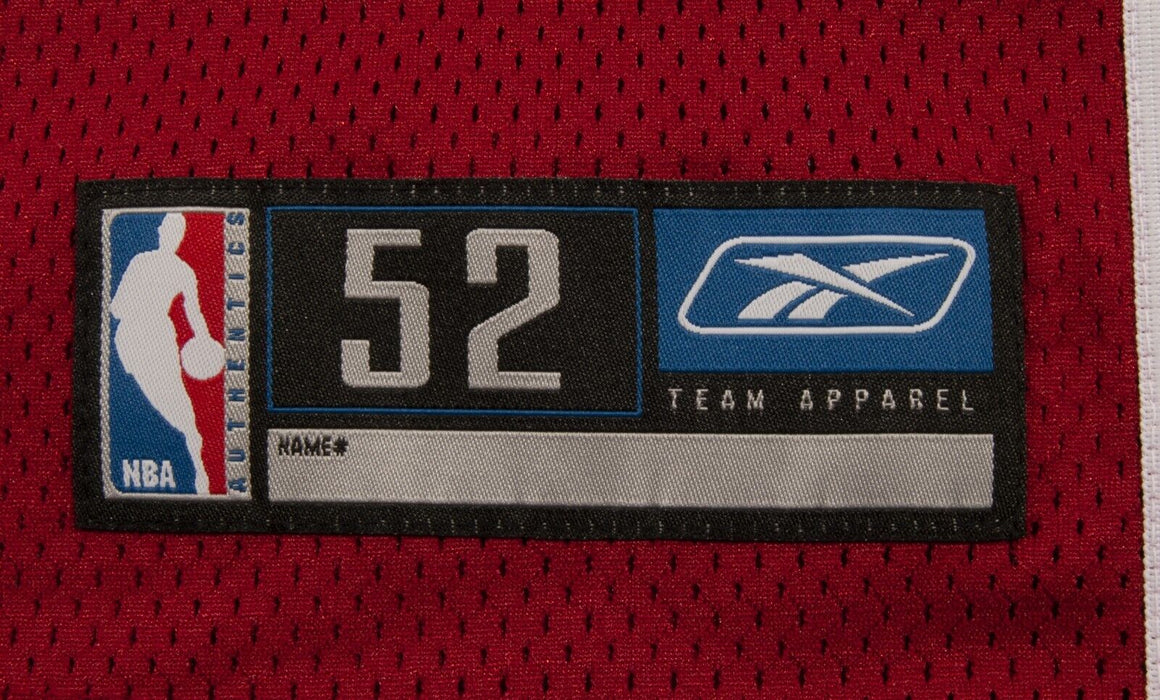 NBA
AUTHENTICS
52
TEAM APPAREL
NAME#